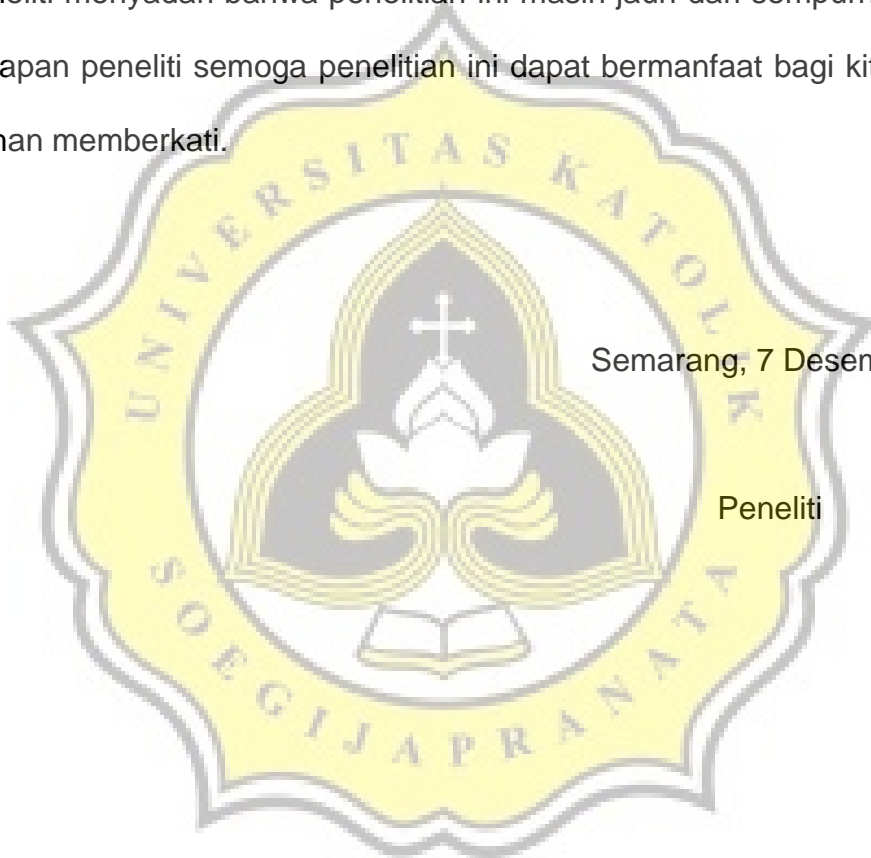 neliti menyadari bahwa penelitian ini masih jauh dari sempurn
apan peneliti semoga penelitian ini dapat bermanfaat bagi kit
han memberkati.
UNIVERSITAS KATOLIK
Semarang, 7 Desem
Peneliti
SOEGIJAPRANATA